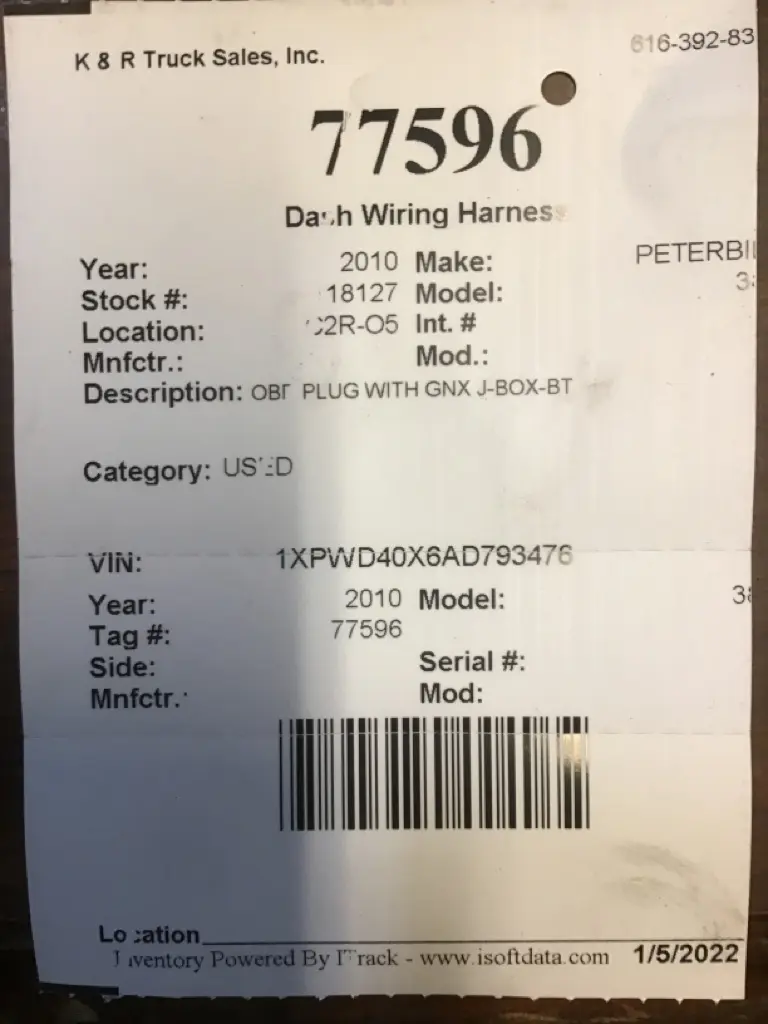 K & R Truck Sales, Inc. 616-392-83
77596
Dash Wiring Harness
Year: 2010 Make: PETERBI
Stock #: 18127 Model: 38
Location: C2R-O5 Int. #
Mnfctr.: Mod.:
Description: OBD PLUG WITH GNX J-BOX-BT
Category: USED
VIN: 1XPWD40X6AD793476
Year: 2010 Model: 38
Tag #: 77596
Side: Serial #:
Mnfctr. Mod:
Location
Inventory Powered By ITrack - www.isoftdata.com 1/5/2022